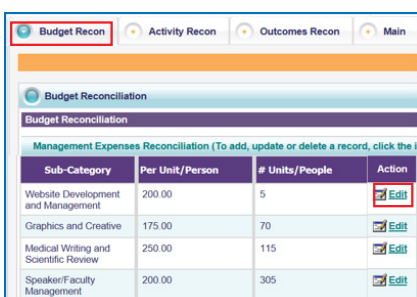 Budget Recon Activity Recon Outcomes Recon Main
Budget Reconciliation
Budget Reconciliation
Management Expenses Reconciliation (To add, update or delete a record, click the
Sub-Category Per Unit/Person # Units/People Action
Website Development and Management 200.00 5 Edit
Graphics and Creative 175.00 70 Edit
Medical Writing and Scientific Review 250.00 115 Edit
Speaker/Faculty Management 200.00 305 Edit